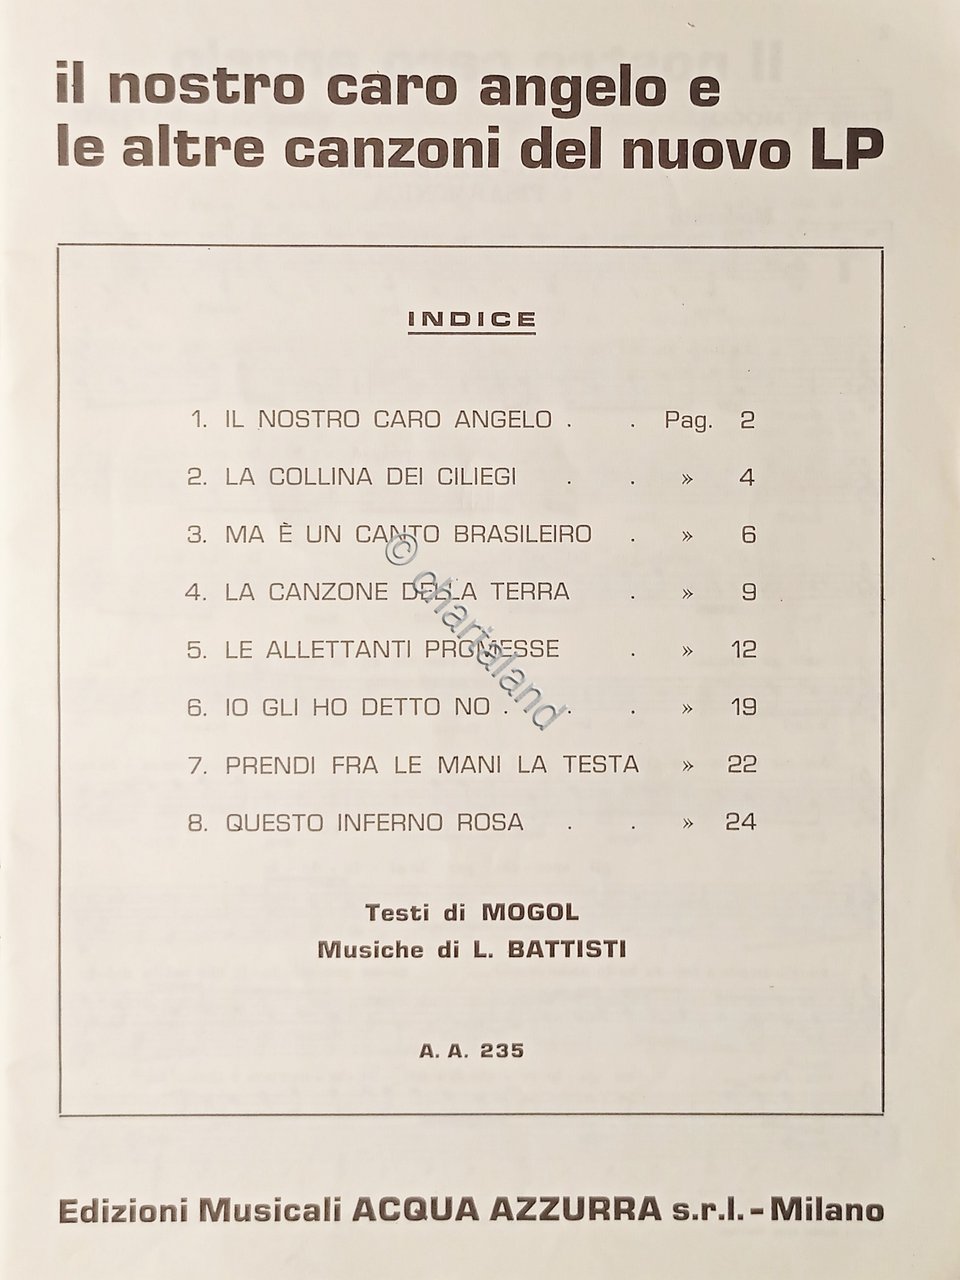 il nostro caro angelo e
le altre canzoni del nuovo LP
INDICE
1. IL NOSTRO CARO ANGELO . . Pag. 2
2. LA COLLINA DEI CILIEGI . . » 4
3. MA È UN CANTO BRASILEIRO . » 6
4. LA CANZONE DELLA TERRA . » 9
5. LE ALLETTANTI PROMESSE . » 12
6. IO GLI HO DETTO NO . . . » 19
7. PRENDI FRA LE MANI LA TESTA » 22
8. QUESTO INFERNO ROSA . . » 24
© chartaland
Testi di MOGOL
Musiche di L. BATTISTI
A. A. 235
Edizioni Musicali ACQUA AZZURRA s.r.l. - Milano